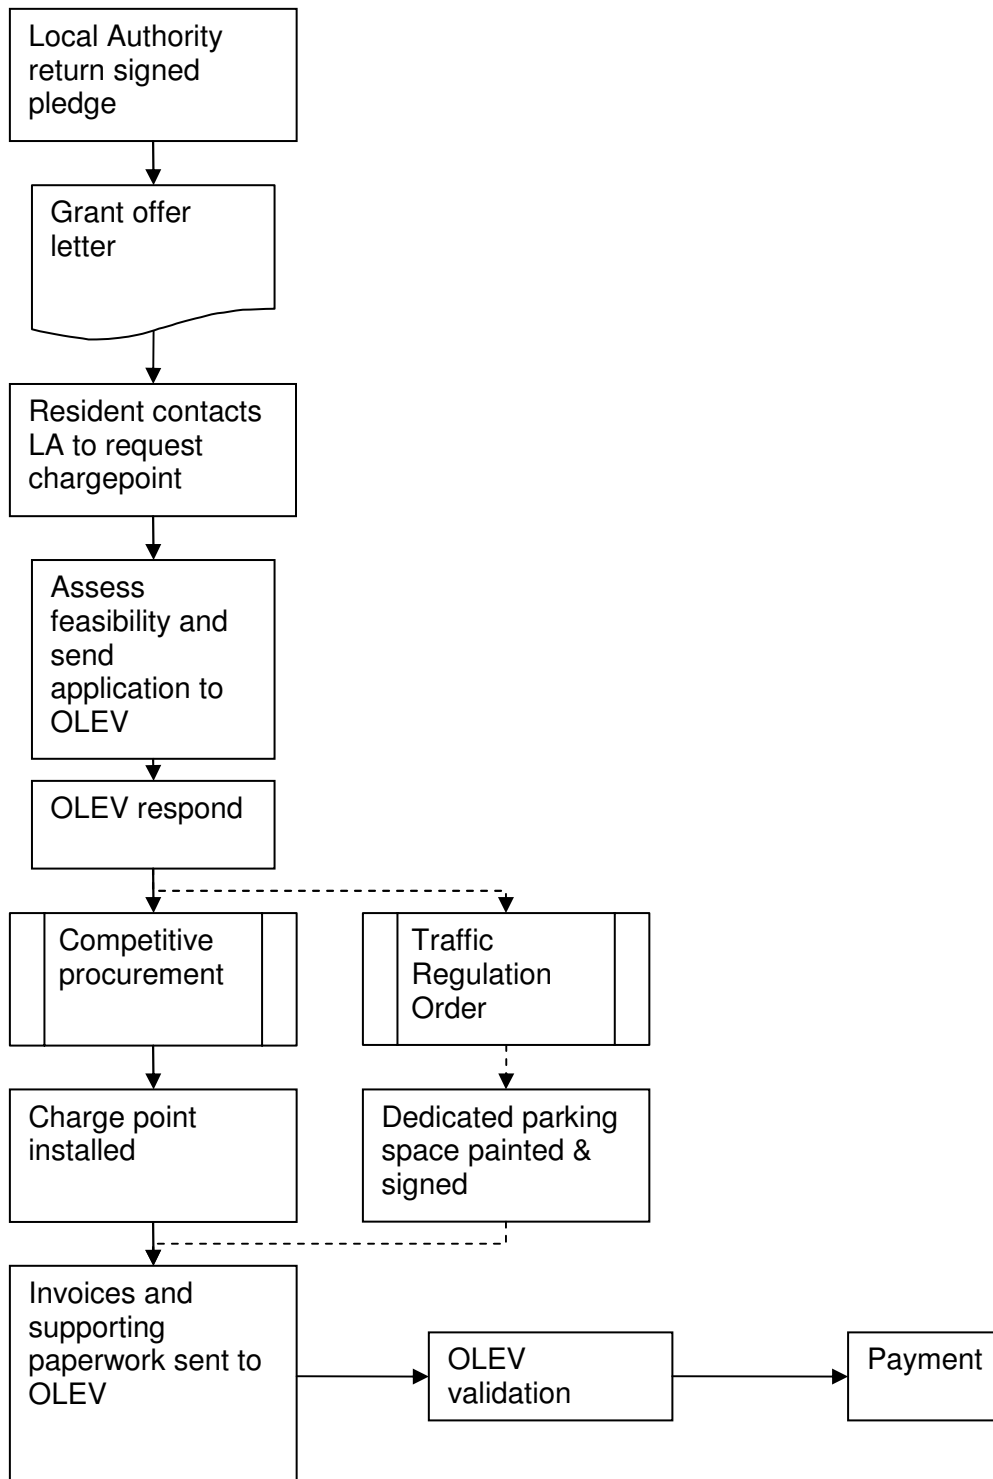 Local Authority
return signed
pledge
Grant offer
letter
Resident contacts
LA to request
chargepoint
Assess
feasibility and
send
application to
OLEV
OLEV respond
Competitive
procurement
Traffic
Regulation
Order
Charge point
installed
Dedicated parking
space painted &
signed
Invoices and
supporting
paperwork sent to
OLEV
OLEV
validation
Payment